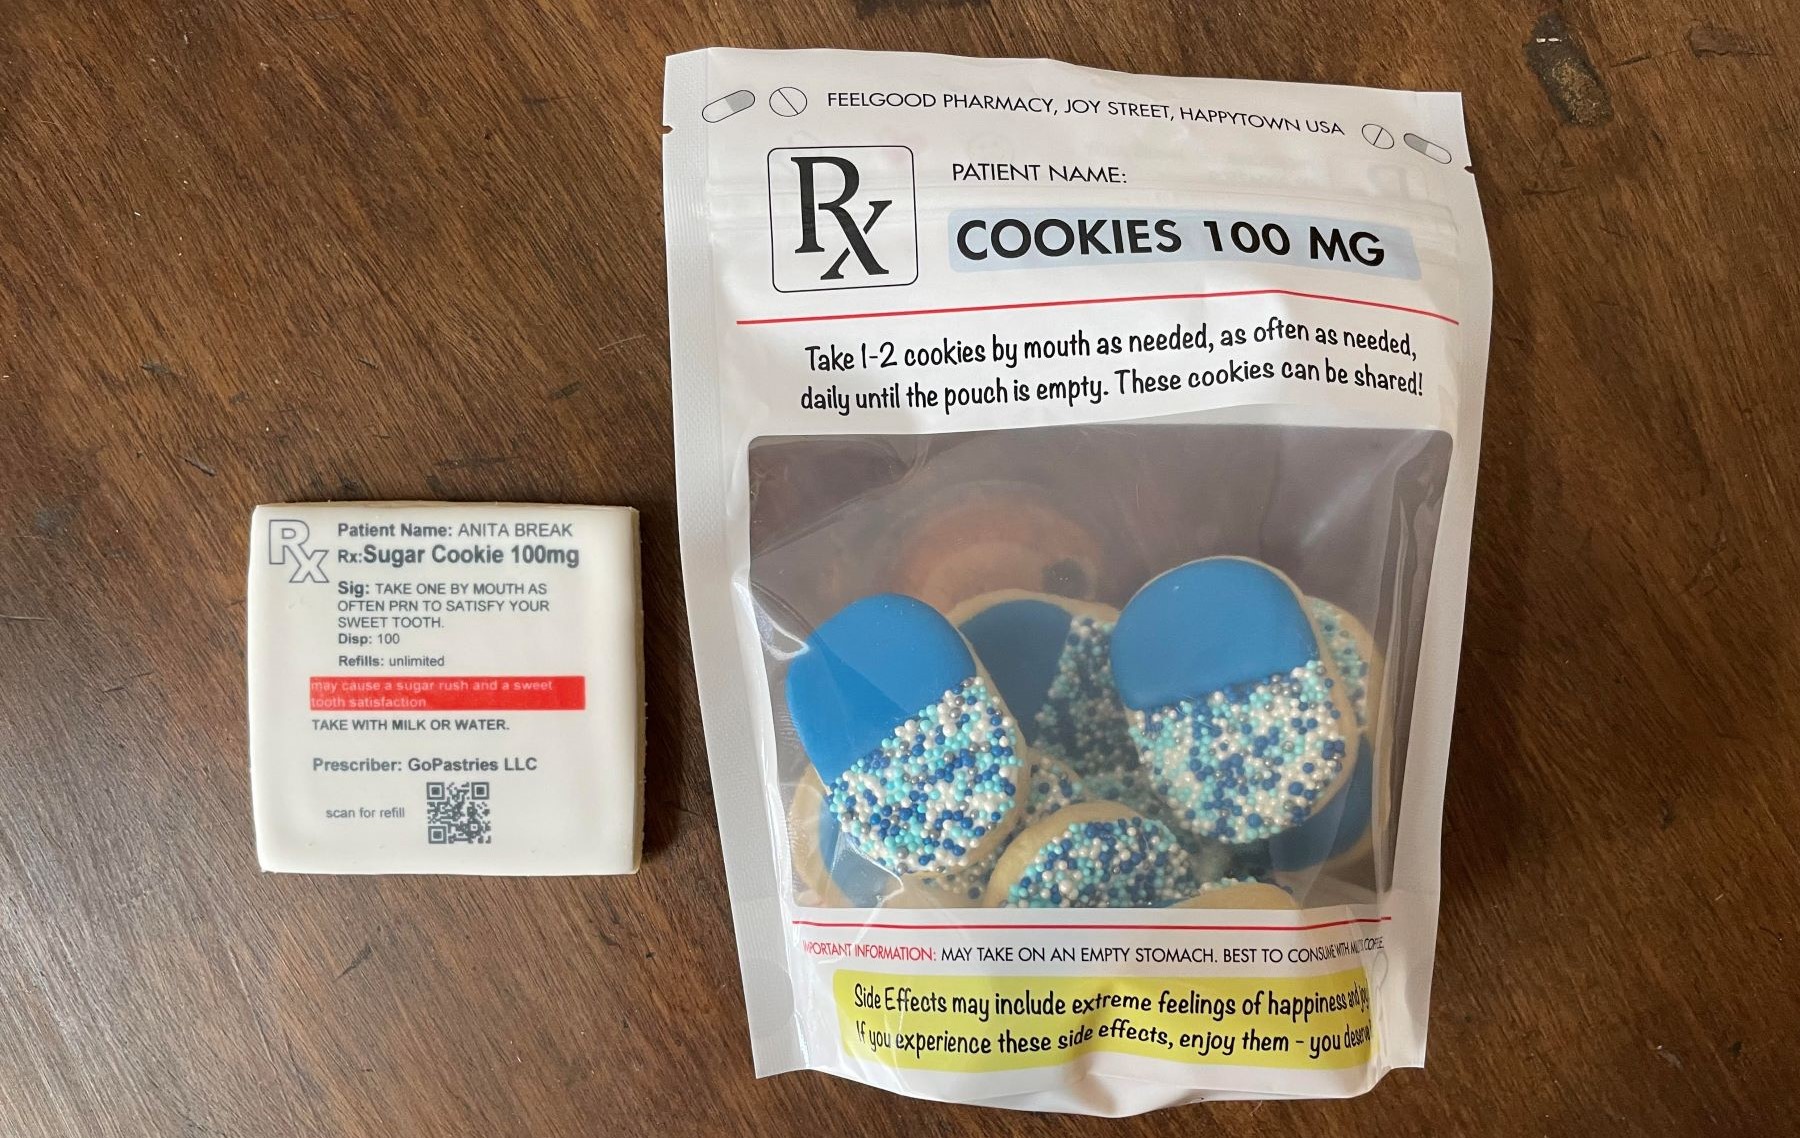 Rx
Patient Name: ANITA BREAK
Rx:Sugar Cookie 100mg
Sig: TAKE ONE BY MOUTH AS
OFTEN PRN TO SATISFY YOUR
SWEET TOOTH.
Disp: 100
Refills: unlimited
may cause a sugar rush and a sweet
tooth satisfaction
TAKE WITH MILK OR WATER.
Prescriber: GoPastries LLC
scan for refill
FEELGOOD PHARMACY, JOY STREET, HAPPYTOWN USA
Rx
PATIENT NAME:
COOKIES 100 MG
Take 1-2 cookies by mouth as needed, as often as needed,
daily until the pouch is empty. These cookies can be shared!
IMPORTANT INFORMATION: MAY TAKE ON AN EMPTY STOMACH. BEST TO CONSUME WITH
Side Effects may include extreme feelings of happiness and
If you experience these side effects, enjoy them - you